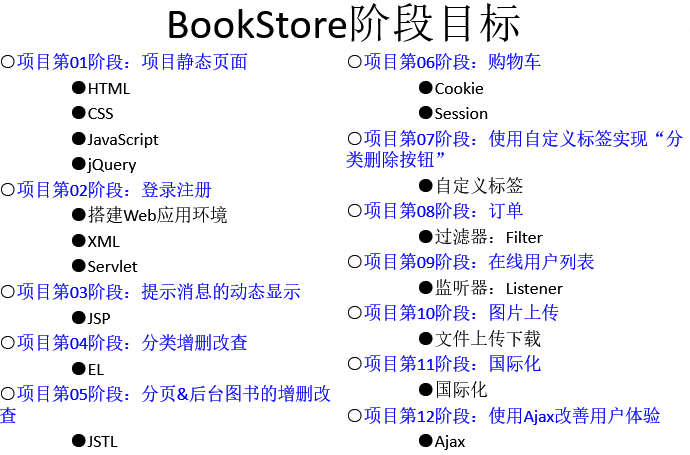 BookStore阶段目标
○项目第01阶段：项目静态页面
●HTML
●CSS
●JavaScript
●jQuery
○项目第02阶段：登录注册
●搭建Web应用环境
●XML
●Servlet
○项目第03阶段：提示消息的动态显示
●JSP
○项目第04阶段：分类增删改查
●EL
○项目第05阶段：分页&后台图书的增删改
查
●JSTL
○项目第06阶段：购物车
●Cookie
●Session
○项目第07阶段：使用自定义标签实现“分
类删除按钮”
●自定义标签
○项目第08阶段：订单
●过滤器：Filter
○项目第09阶段：在线用户列表
●监听器：Listener
○项目第10阶段：图片上传
●文件上传下载
○项目第11阶段：国际化
●国际化
○项目第12阶段：使用Ajax改善用户体验
●Ajax